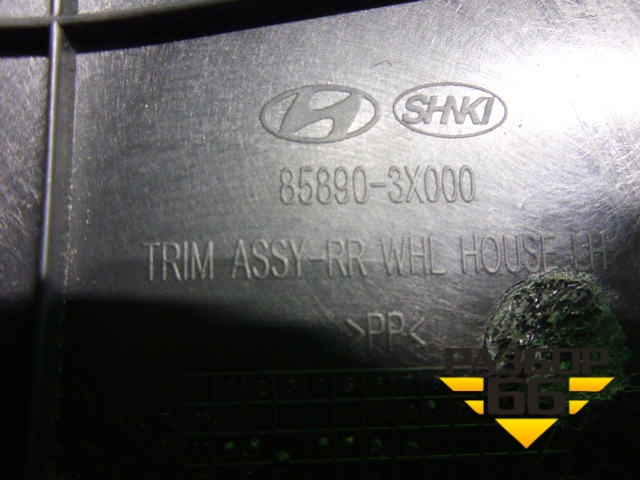 SHNKI
85890-3X000
TRIM ASSY-RR WHL HOUSE LH
>PP<
РАЗБОР
66